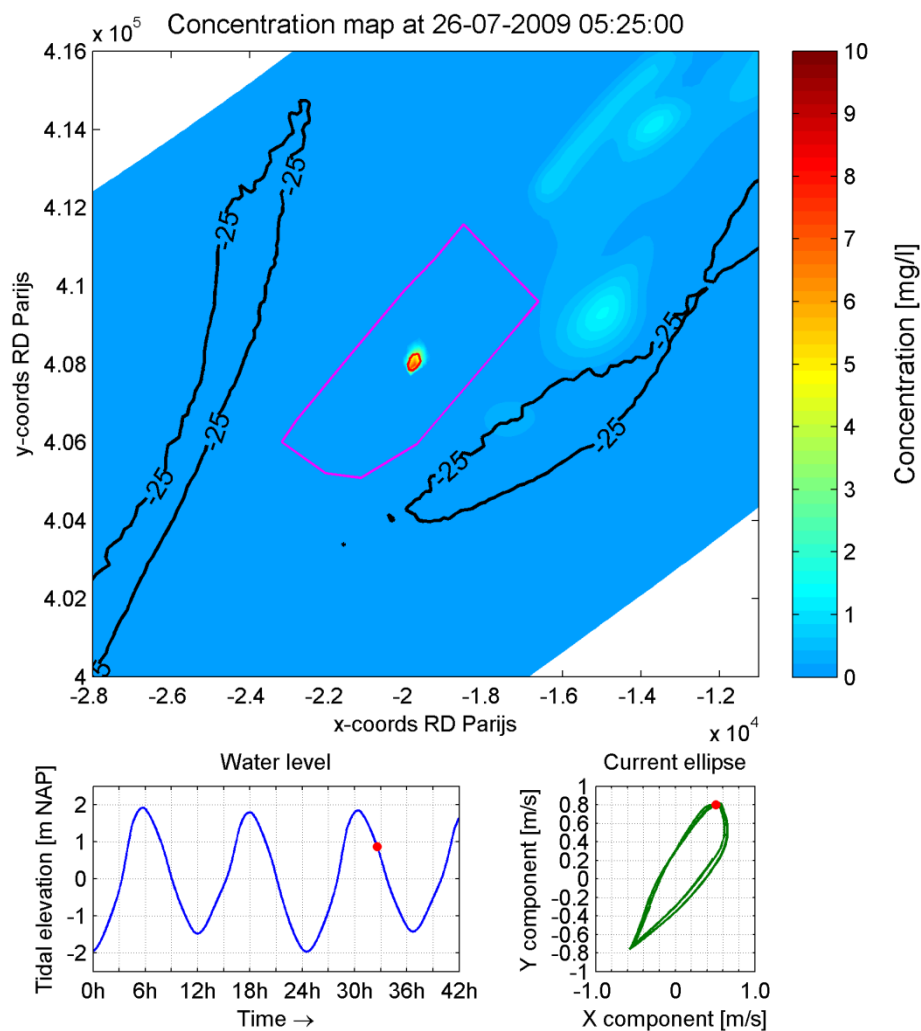 x 10^5
Concentration map at 26-07-2009 05:25:00
4.16
4.14
4.12
4.1
4.08
4.06
4.04
4.02
4
y-coords RD Parijs
-25
-25
-25
-25
-25
5
-25
-25
-25
-2.8
-2.6
-2.4
-2.2
-2
-1.8
-1.6
-1.4
-1.2
x-coords RD Parijs
x 10^4
10
9
8
7
6
5
4
3
2
1
0
Concentration [mg/l]
Water level
Tidal elevation [m NAP]
2
1
0
-1
-2
0h
6h
12h
18h
24h
30h
36h
42h
Time →
Current ellipse
Y component [m/s]
1
0.8
0.6
0.4
0.2
0
-0.2
-0.4
-0.6
-0.8
-1
-1.0
0
1.0
X component [m/s]